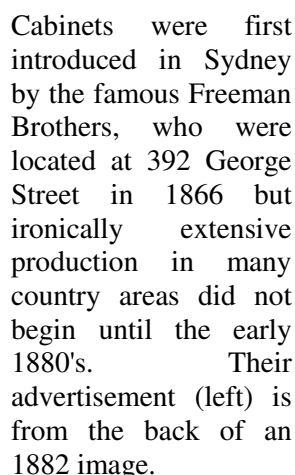 Cabinets were first
introduced in Sydney
by the famous Freeman
Brothers, who were
located at 392 George
Street in 1866 but
ironically extensive
production in many
country areas did not
begin until the early
1880's. Their
advertisement (left) is
from the back of an
1882 image.